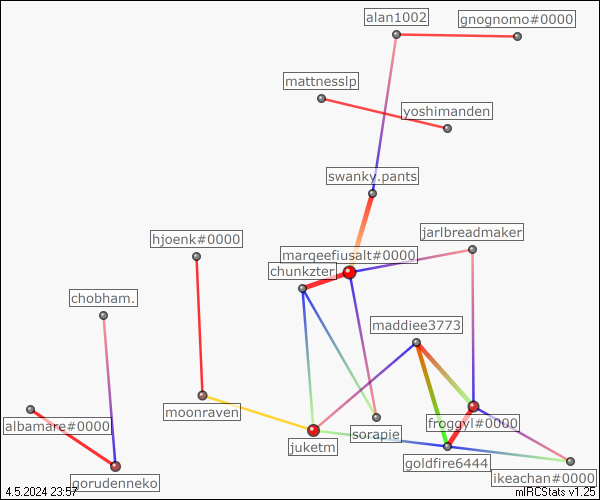 alan1002
gnognomo#0000
mattnesslp
yoshimanden
swanky.pants
jarlbreadmaker
hjoenk#0000
marqeefiusalt#0000
chunkzter
chobham.
maddiee3773
moonraven
albamare#0000
froggyl#0000
sorapie
juketm
goldfire6444
ikeachan#0000
gorudenneko
4.5.2024 23:57
mIRCStats v1.25